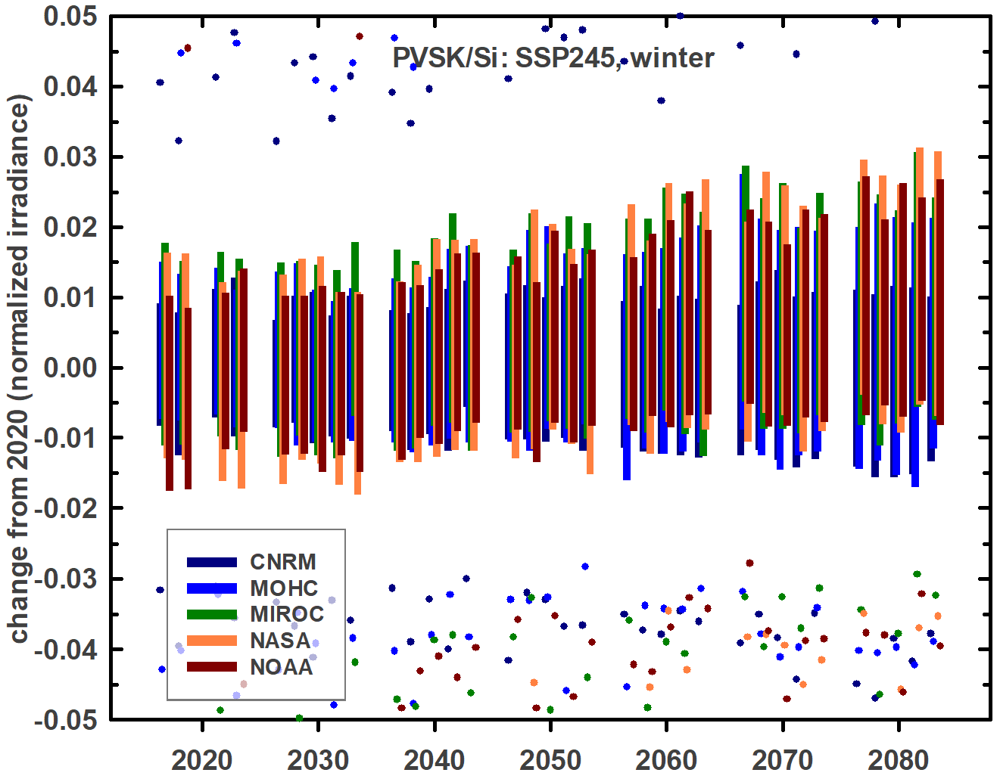 PVSK/Si: SSP245, winter
change from 2020 (normalized irradiance)
0.05
0.04
0.03
0.02
0.01
0.00
-0.01
-0.02
-0.03
-0.04
-0.05
CNRM
MOHC
MIROC
NASA
NOAA
2020 2030 2040 2050 2060 2070 2080